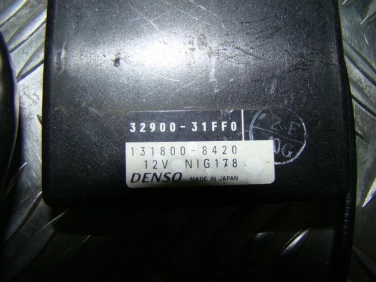 32900-31FF0
131800-8420
12V NIG178
DENSO MADE IN JAPAN